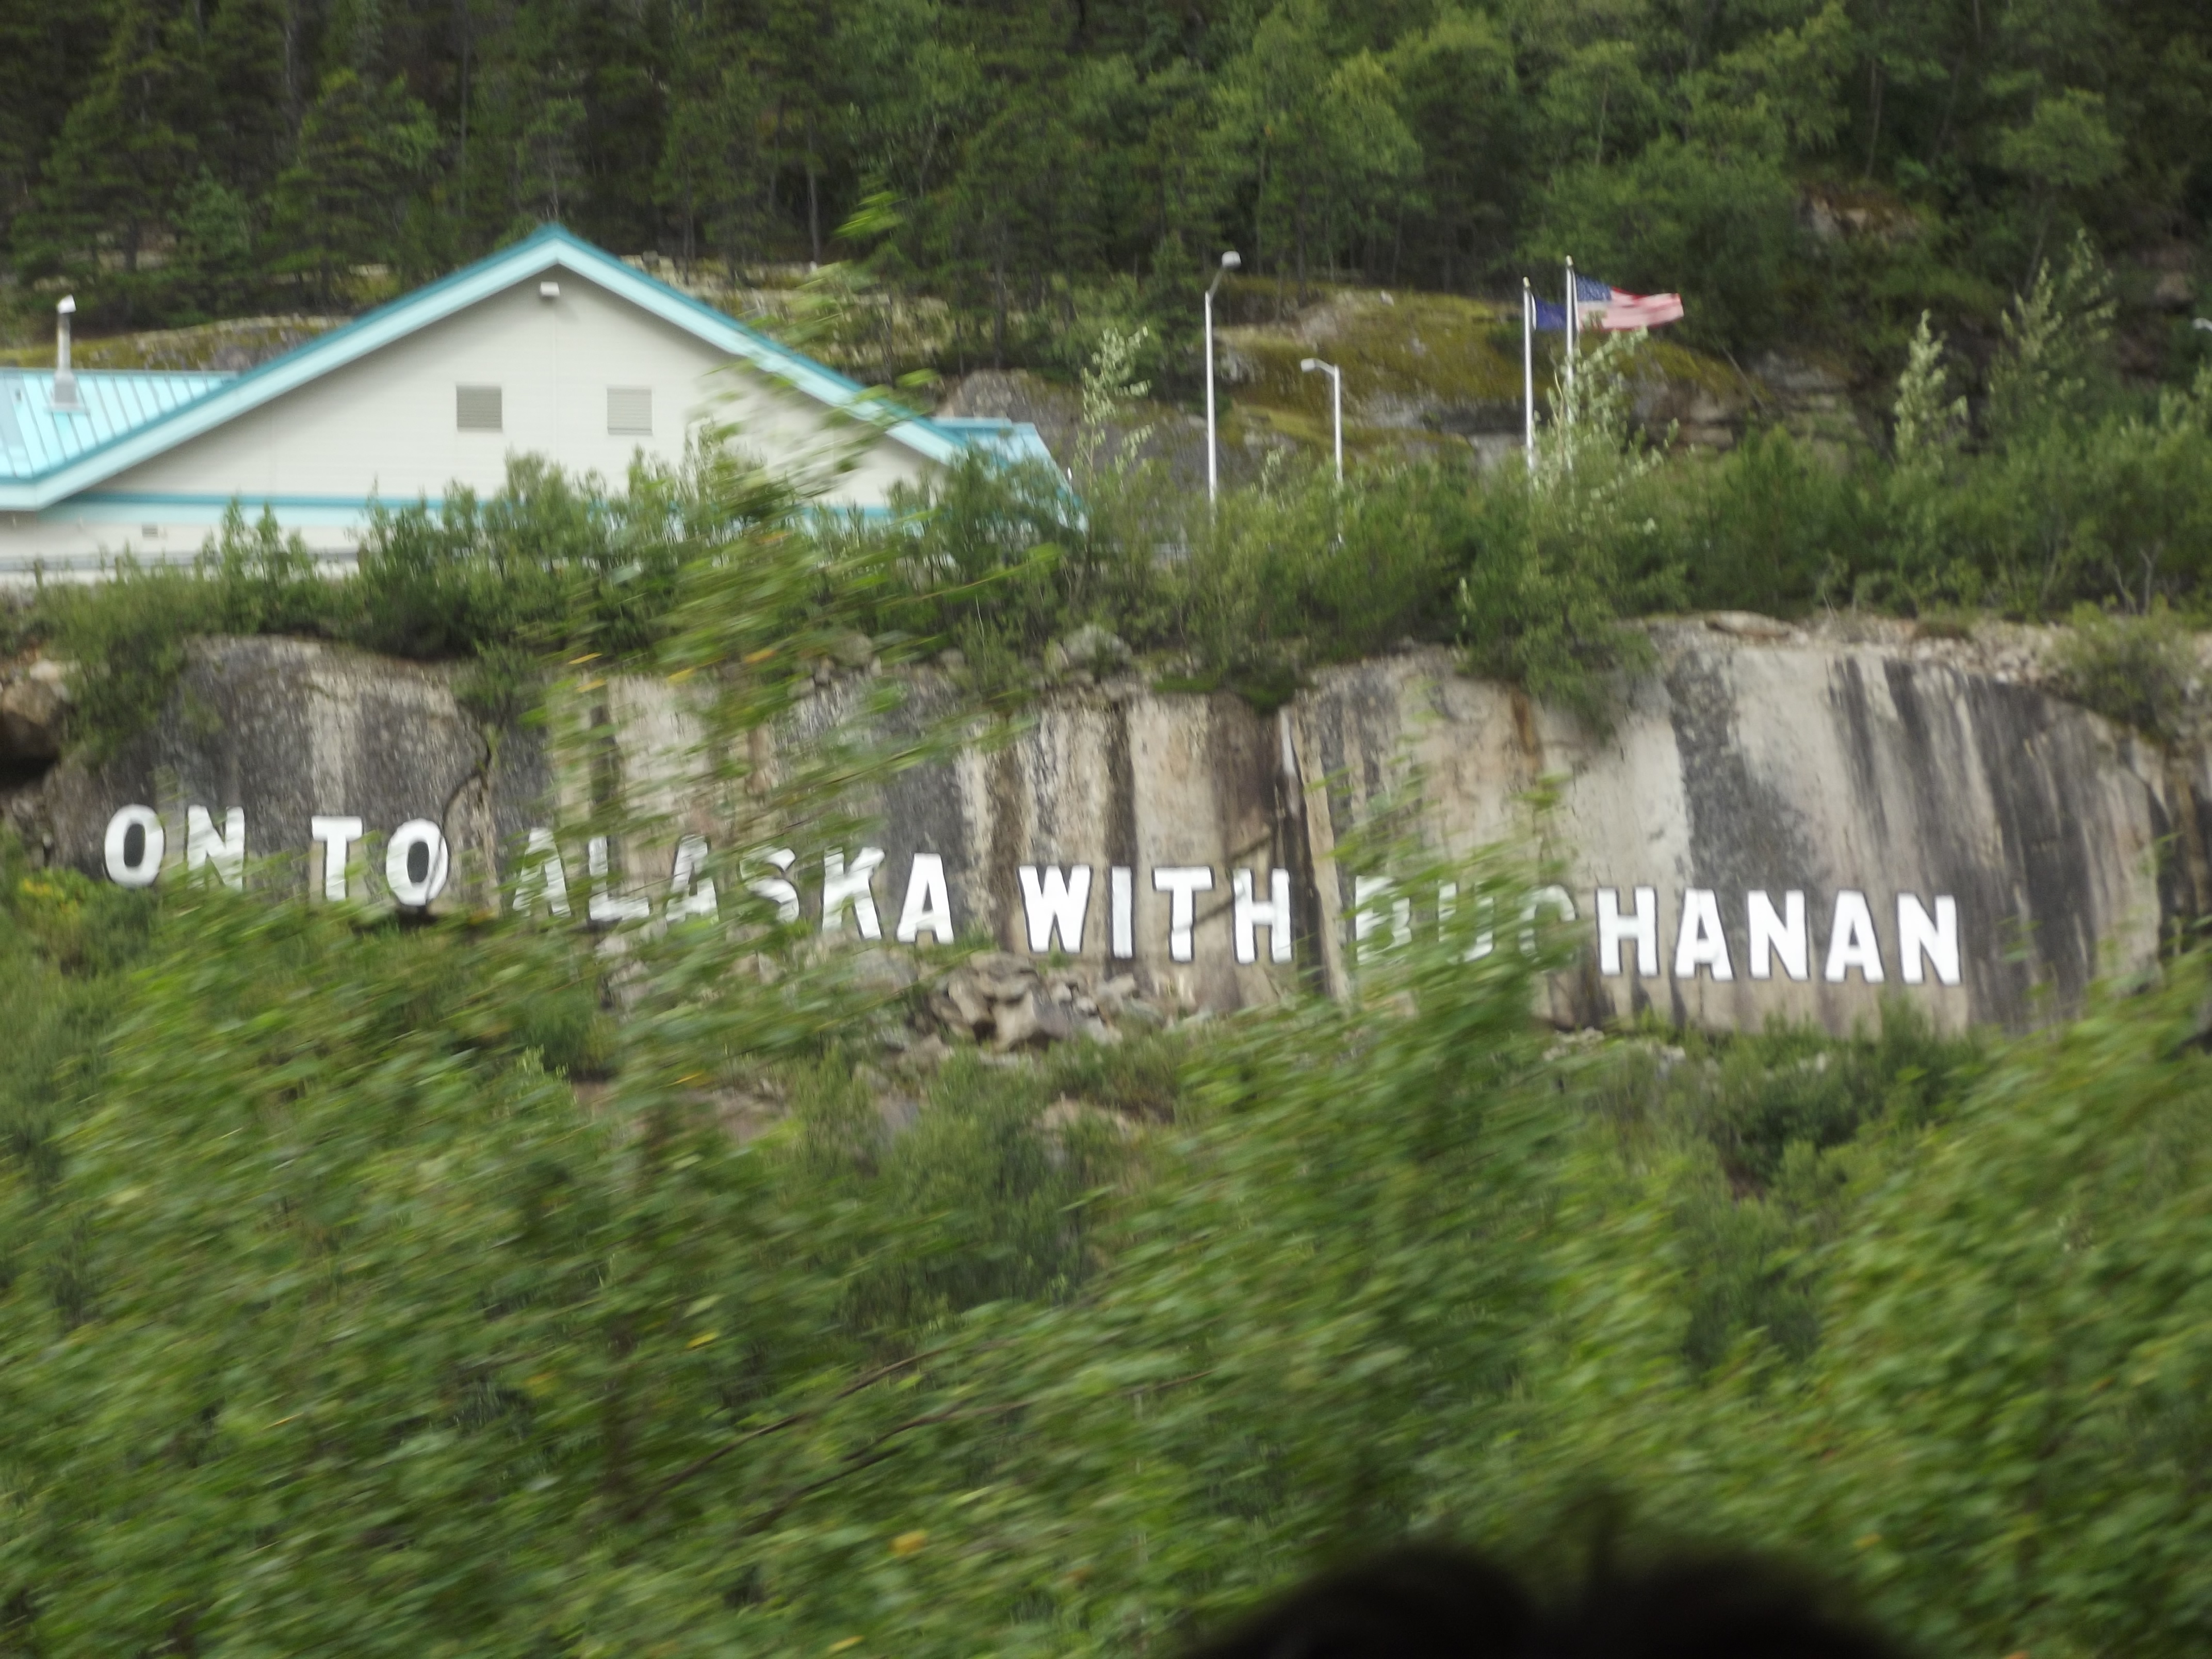 ON TO ALASKA WITH BUCHANAN